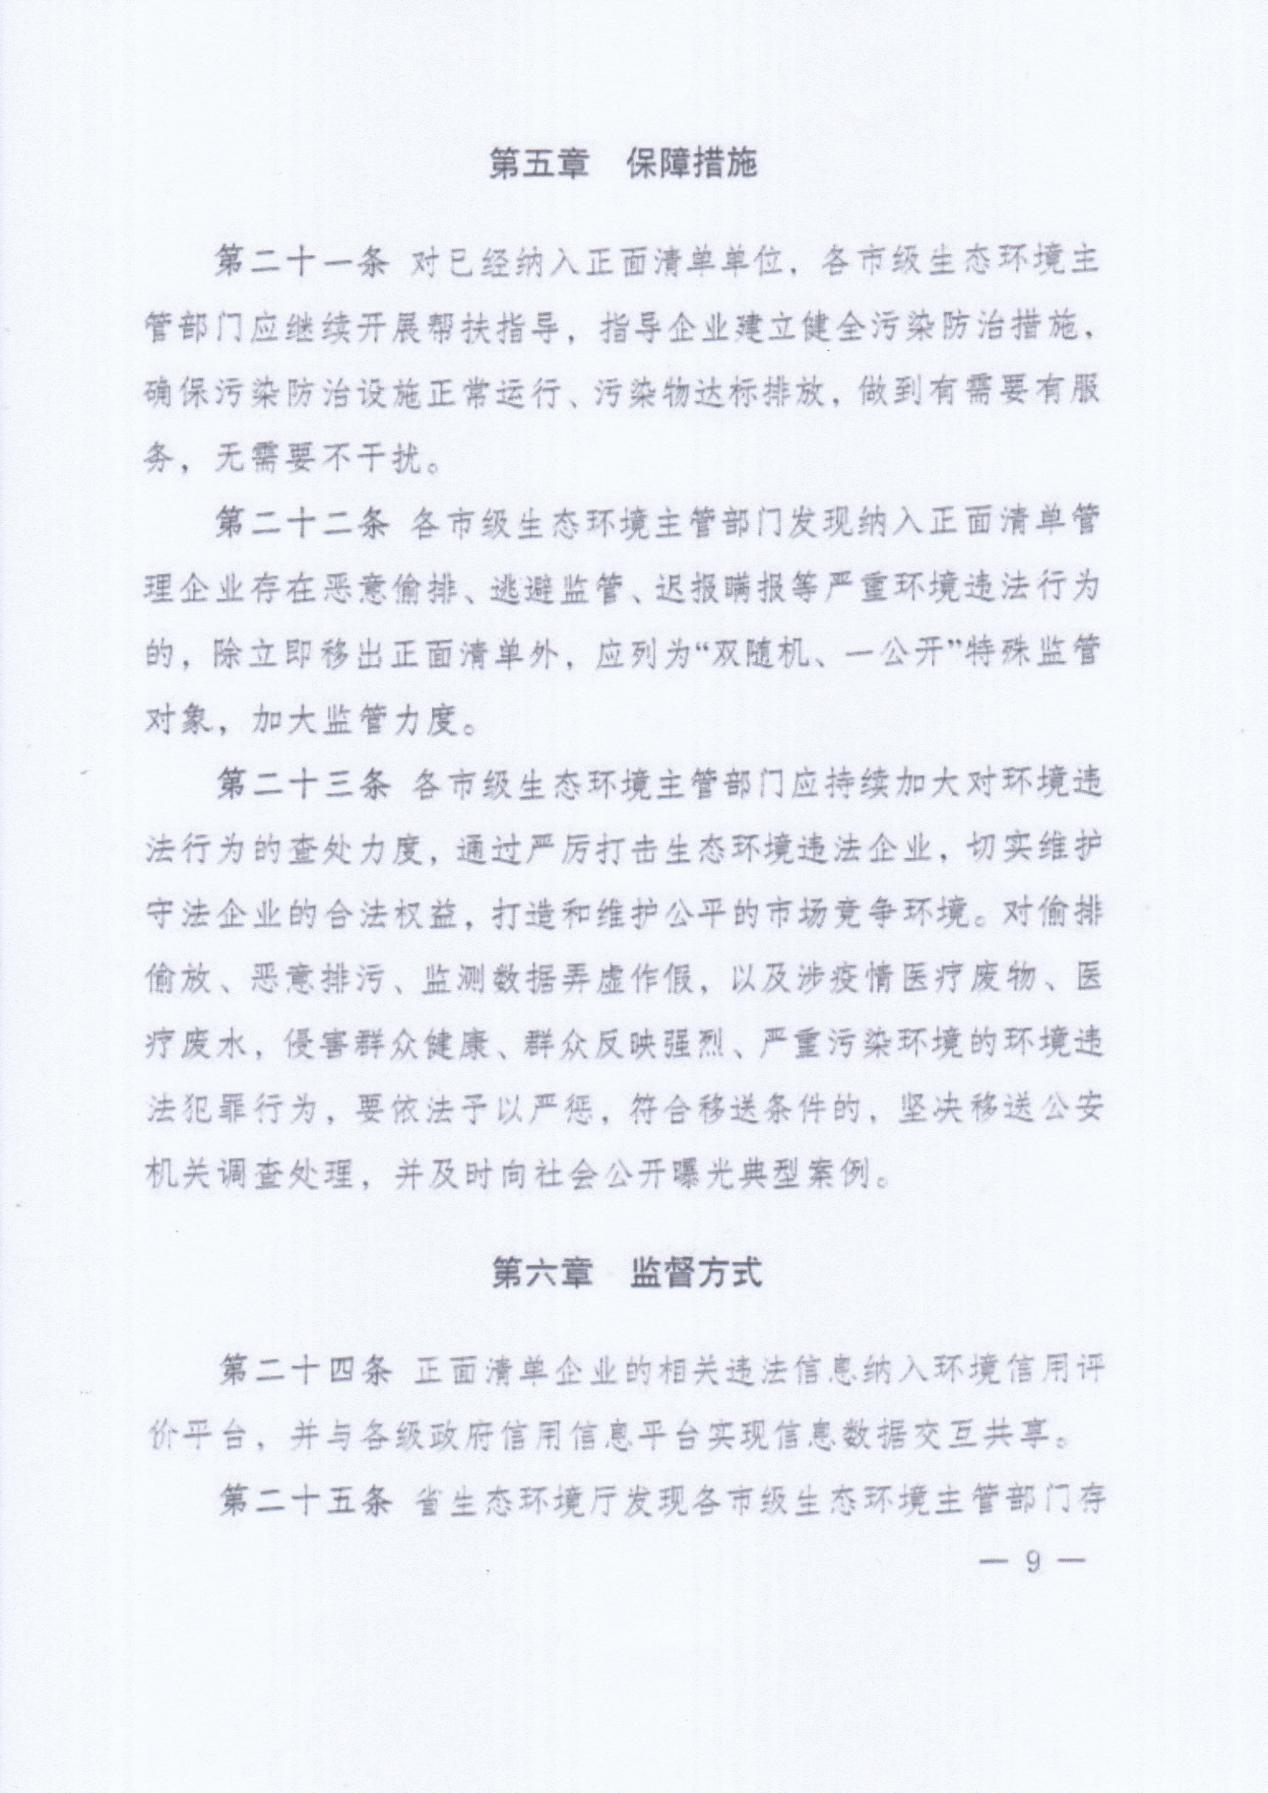 第五章　保障措施
第二十一条 对已经纳入正面清单单位，各市级生态环境主
管部门应继续开展帮扶指导，指导企业建立健全污染防治措施，
确保污染防治设施正常运行、污染物达标排放，做到有需要有服
务，无需要不干扰。
第二十二条 各市级生态环境主管部门发现纳入正面清单管
理企业存在恶意偷排、逃避监管、迟报瞒报等严重环境违法行为
的，除立即移出正面清单外，应列为“双随机、一公开”特殊监管
对象，加大监管力度。
第二十三条 各市级生态环境主管部门应持续加大对环境违
法行为的查处力度，通过严厉打击生态环境违法企业，切实维护
守法企业的合法权益，打造和维护公平的市场竞争环境。对偷排
偷放、恶意排污、监测数据弄虚作假，以及涉疫情医疗废物、医
疗废水，侵害群众健康、群众反映强烈、严重污染环境的环境违
法犯罪行为，要依法予以严惩，符合移送条件的，坚决移送公安
机关调查处理，并及时向社会公开曝光典型案例。
第六章　监督方式
第二十四条 正面清单企业的相关违法信息纳入环境信用评
价平台，并与各级政府信用信息平台实现信息数据交互共享。
第二十五条 省生态环境厅发现各市级生态环境主管部门存
— 9 —